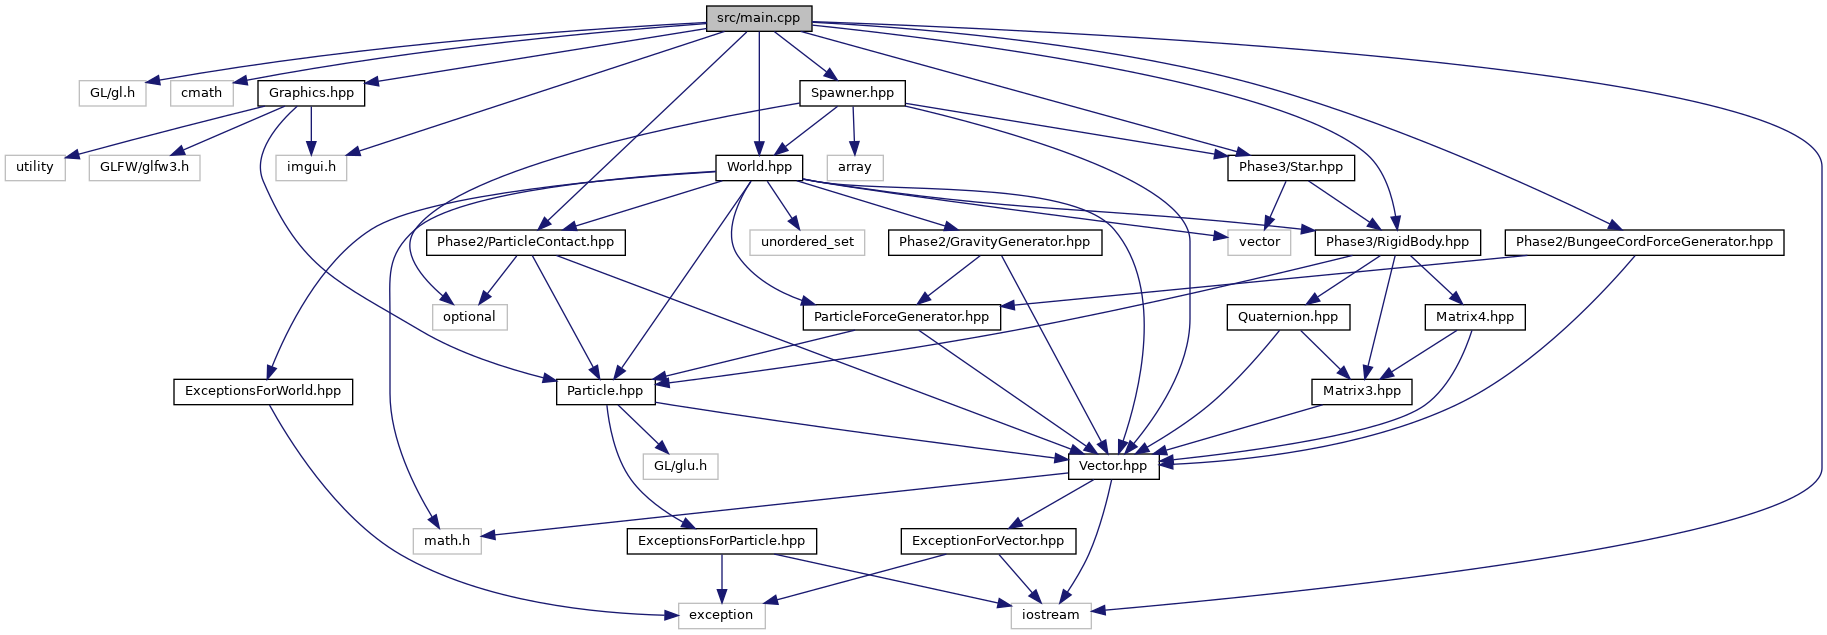 src/main.cpp
GL/gl.h
cmath
Graphics.hpp
Spawner.hpp
utility
GLFW/glfw3.h
imgui.h
World.hpp
array
Phase3/Star.hpp
Phase2/ParticleContact.hpp
unordered_set
Phase2/GravityGenerator.hpp
vector
Phase3/RigidBody.hpp
Phase2/BungeeCordForceGenerator.hpp
optional
ParticleForceGenerator.hpp
Quaternion.hpp
Matrix4.hpp
ExceptionsForWorld.hpp
Particle.hpp
Matrix3.hpp
GL/glu.h
Vector.hpp
math.h
ExceptionsForParticle.hpp
ExceptionForVector.hpp
exception
iostream